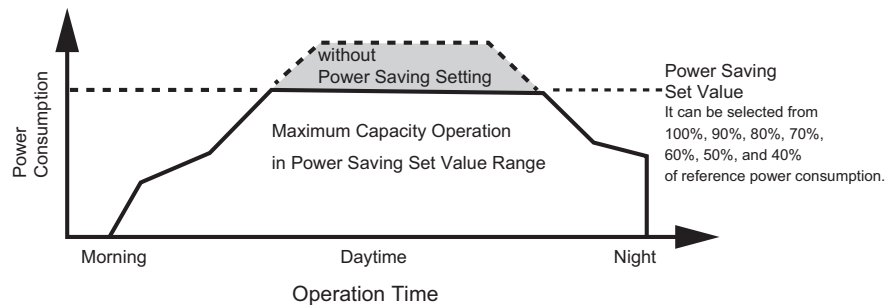 without
Power Saving Setting
Power Saving
Set Value
It can be selected from
100%, 90%, 80%, 70%,
60%, 50%, and 40%
of reference power consumption.
Power
Consumption
Maximum Capacity Operation
in Power Saving Set Value Range
Morning
Daytime
Night
Operation Time